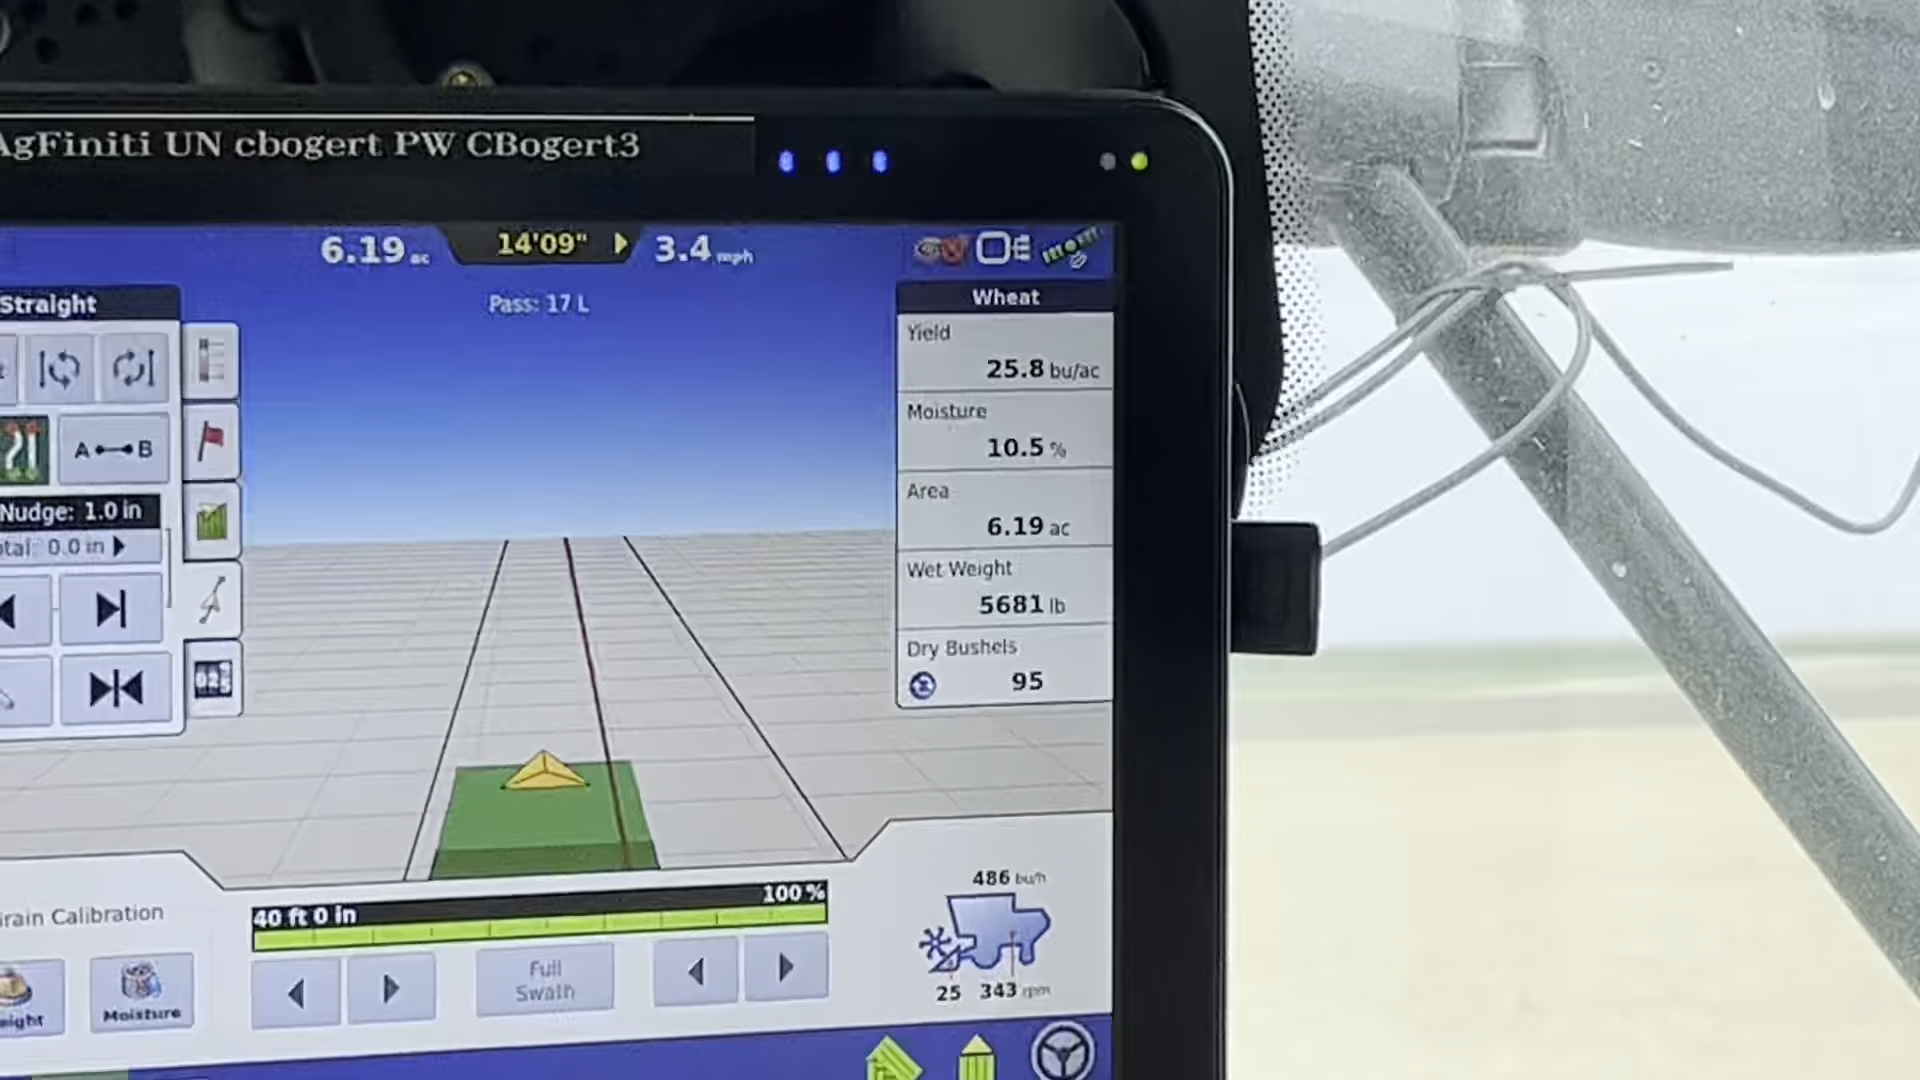 AgFiniti UN cbogert PW CBogert3
6.19 ac
14'09"
3.4 mph
Pass: 17 L
Straight
A B
Nudge: 1.0 in
0.0 in
Wheat
Yield
25.8 bu/ac
Moisture
10.5 %
Area
6.19 ac
Wet Weight
5681 lb
Dry Bushels
95
Calibration
Moisture
40 ft 0 in
100 %
Full
Swath
486 bu/h
25 343 rpm